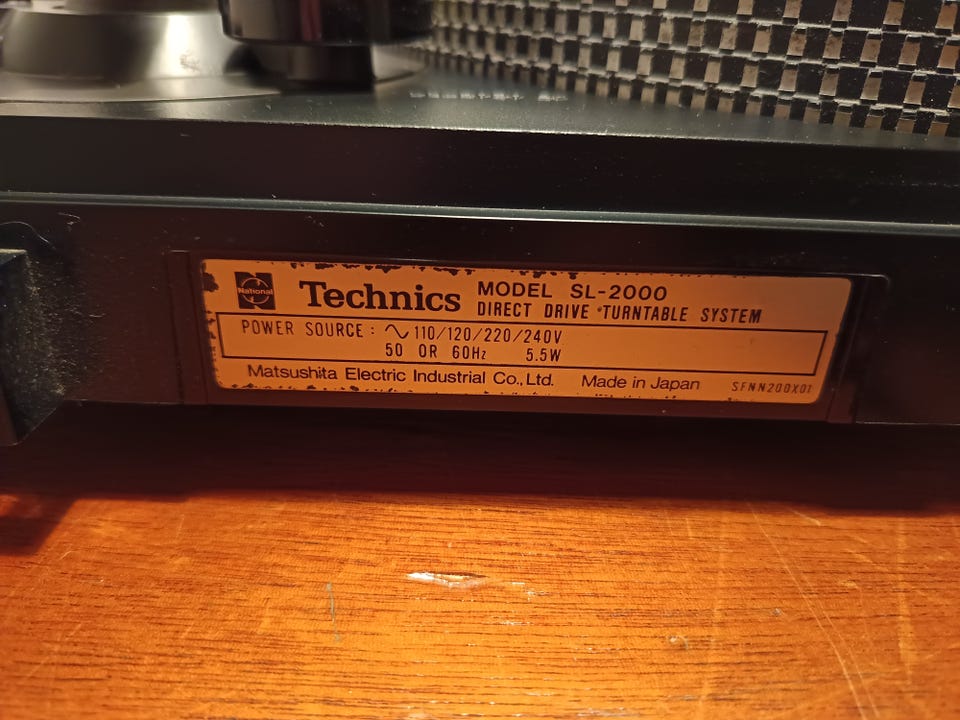 National
Technics
MODEL SL-2000
DIRECT DRIVE TURNTABLE SYSTEM
POWER SOURCE : ∿ 110/120/220/240V
50 OR 60Hz 5.5W
Matsushita Electric Industrial Co., Ltd. Made in Japan SFNN200X01